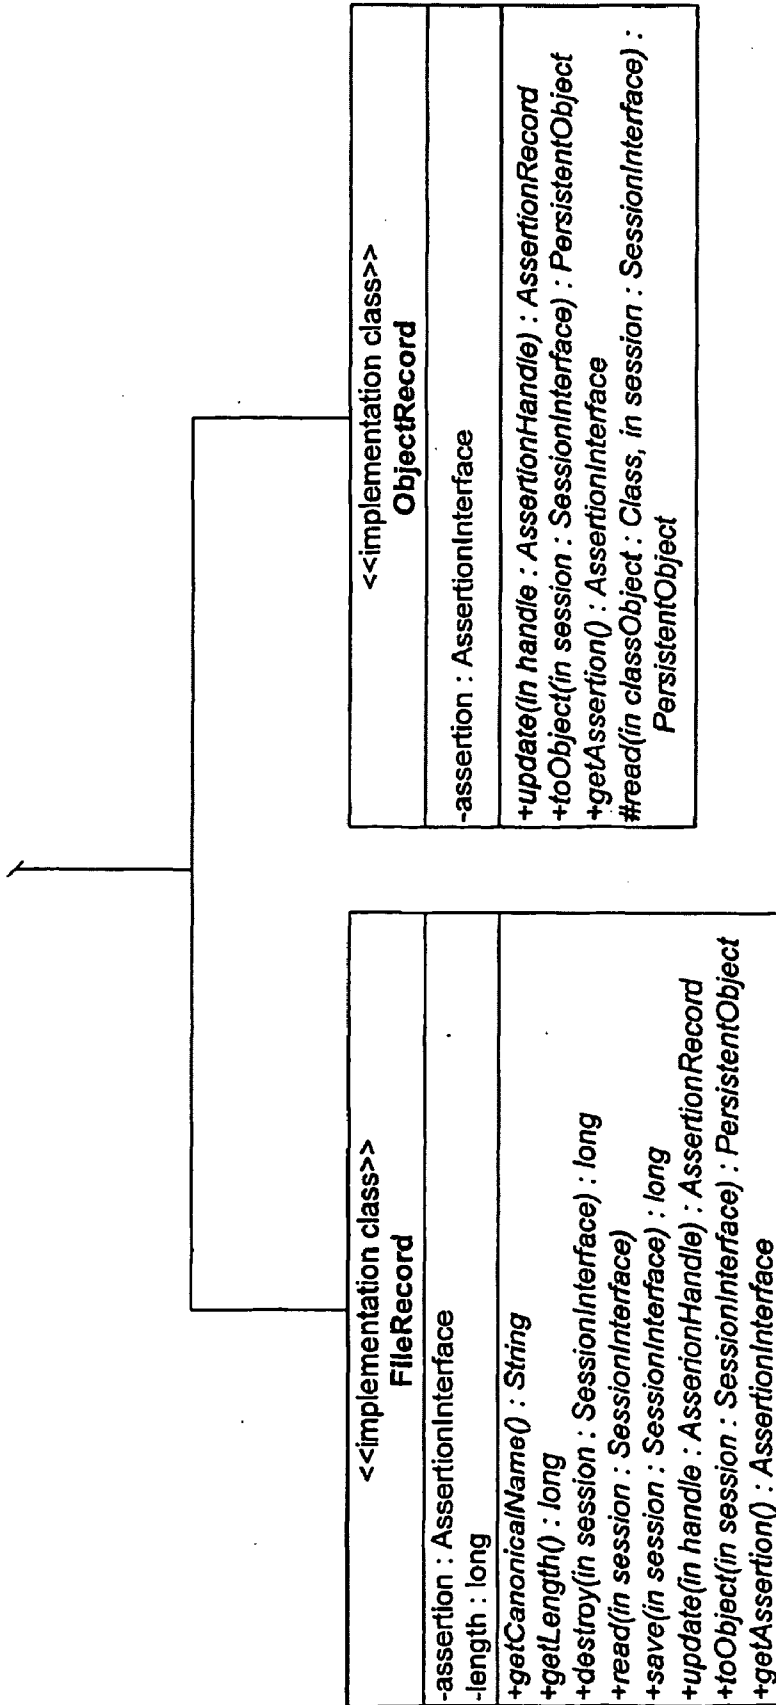 <<implementation class>>
FileRecord
-assertion : AssertionInterface
-length : long
+getCanonicalName() : String
+getLength() : long
+destroy(in session : SessionInterface) : long
+read(in session : SessionInterface)
+save(in session : SessionInterface) : long
+update(in handle : AsserionHandle) : AssertionRecord
+toObject(in session : SessionInterface) : PersistentObject
+getAssertion() : AssertionInterface
<<implementation class>>
ObjectRecord
-assertion : AssertionInterface
+update(in handle : AssertionHandle) : AssertionRecord
+toObject(in session : SessionInterface) : PersistentObject
+getAssertion() : AssertionInterface
#read(in classObject : Class, in session : SessionInterface) :
PersistentObject